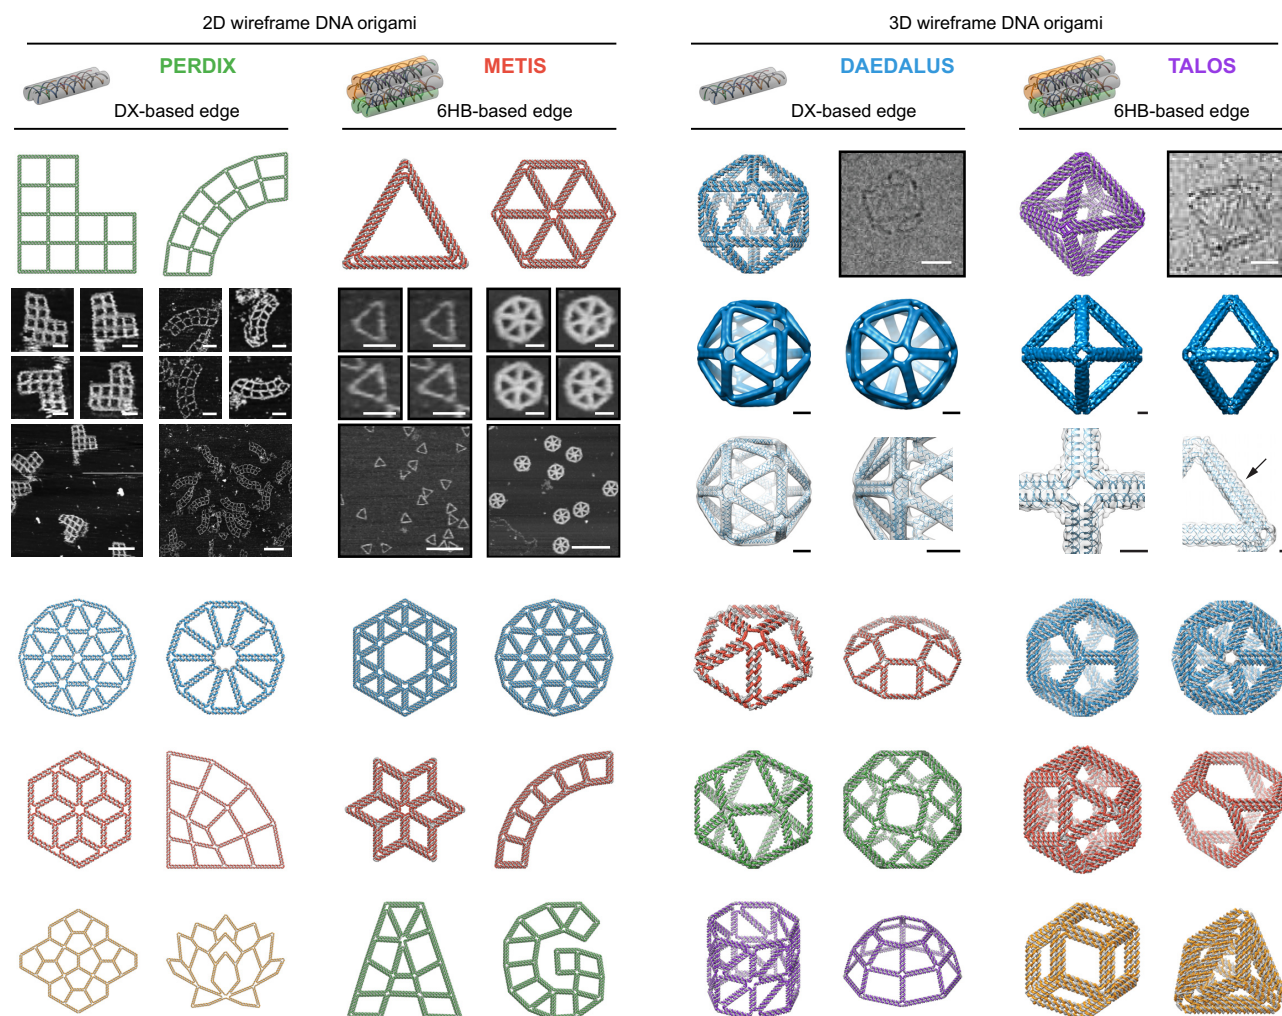 2D wireframe DNA origami
3D wireframe DNA origami
PERDIX
METIS
DAEDALUS
TALOS
DX-based edge
6HB-based edge
DX-based edge
6HB-based edge